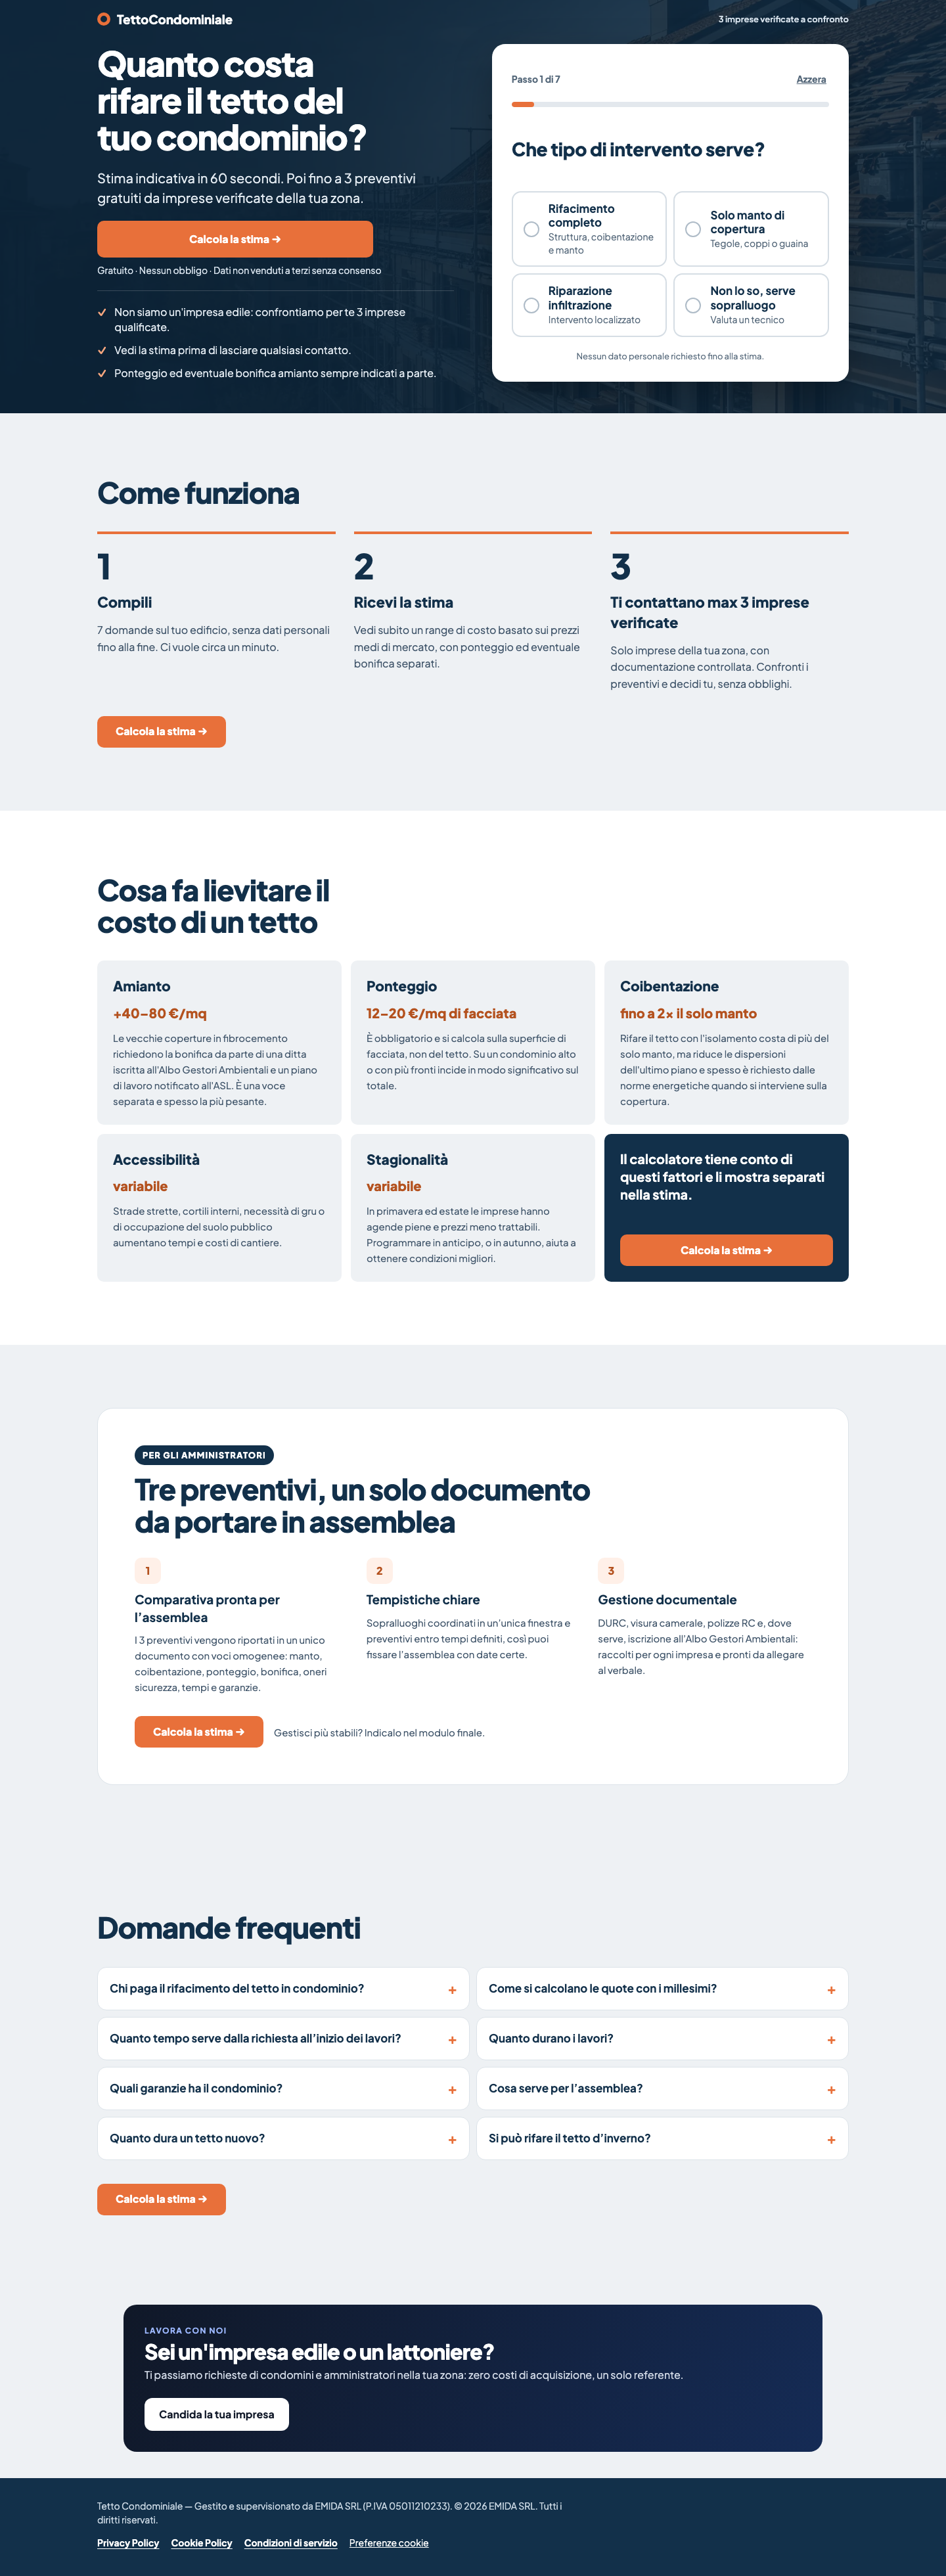 TettoCondominiale
3 imprese verificate a confronto
Quanto costa
rifare il tetto del
tuo condominio?
Stima indicativa in 60 secondi. Poi fino a 3 preventivi
gratuiti da imprese verificate della tua zona.
Calcola la stima →
Gratuito · Nessun obbligo · Dati non venduti a terzi senza consenso
Non siamo un'impresa edile: confrontiamo per te 3 imprese
qualificate.
Vedi la stima prima di lasciare qualsiasi contatto.
Ponteggio ed eventuale bonifica amianto sempre indicati a parte.
Passo 1 di 7
Azzera
Che tipo di intervento serve?
Rifacimento
completo
Struttura, coibentazione
e manto
Solo manto di
copertura
Tegole, coppi o guaina
Riparazione
infiltrazione
Intervento localizzato
Non lo so, serve
sopralluogo
Valuta un tecnico
Nessun dato personale richiesto fino alla stima.
Come funziona
1
Compili
7 domande sul tuo edificio, senza dati personali
fino alla fine. Ci vuole circa un minuto.
2
Ricevi la stima
Vedi subito un range di costo basato sui prezzi
medi di mercato, con ponteggio ed eventuale
bonifica separati.
3
Ti contattano max 3 imprese
verificate
Solo imprese della tua zona, con
documentazione controllata. Confronti i
preventivi e decidi tu, senza obblighi.
Calcola la stima →
Cosa fa lievitare il
costo di un tetto
Amianto
+40–80 €/mq
Le vecchie coperture in fibrocemento
richiedono la bonifica da parte di una ditta
iscritta all'Albo Gestori Ambientali e un piano
di lavoro notificato all'ASL. È una voce
separata e spesso la più pesante.
Ponteggio
12–20 €/mq di facciata
È obbligatorio e si calcola sulla superficie di
facciata, non del tetto. Su un condominio alto
o con più fronti incide in modo significativo sul
totale.
Coibentazione
fino a 2× il solo manto
Rifare il tetto con l'isolamento costa di più del
solo manto, ma riduce le dispersioni
dell'ultimo piano e spesso è richiesto dalle
norme energetiche quando si interviene sulla
copertura.
Accessibilità
variabile
Strade strette, cortili interni, necessità di gru o
di occupazione del suolo pubblico
aumentano tempi e costi di cantiere.
Stagionalità
variabile
In primavera ed estate le imprese hanno
agende piene e prezzi meno trattabili.
Programmare in anticipo, o in autunno, aiuta a
ottenere condizioni migliori.
Il calcolatore tiene conto di
questi fattori e li mostra separati
nella stima.
Calcola la stima →
PER GLI AMMINISTRATORI
Tre preventivi, un solo documento
da portare in assemblea
1
Comparativa pronta per
l'assemblea
I 3 preventivi vengono riportati in un unico
documento con voci omogenee: manto,
coibentazione, ponteggio, bonifica, oneri
sicurezza, tempi e garanzie.
2
Tempistiche chiare
Sopralluoghi coordinati in un'unica finestra e
preventivi entro tempi definiti, così puoi
fissare l'assemblea con date certe.
3
Gestione documentale
DURC, visura camerale, polizze RC e, dove
serve, iscrizione all'Albo Gestori Ambientali:
raccolti per ogni impresa e pronti da allegare
al verbale.
Calcola la stima →
Gestisci più stabili? Indicalo nel modulo finale.
Domande frequenti
Chi paga il rifacimento del tetto in condominio? +
Come si calcolano le quote con i millesimi? +
Quanto tempo serve dalla richiesta all'inizio dei lavori? +
Quanto durano i lavori? +
Quali garanzie ha il condominio? +
Cosa serve per l'assemblea? +
Quanto dura un tetto nuovo? +
Si può rifare il tetto d'inverno? +
Calcola la stima →
LAVORA CON NOI
Sei un'impresa edile o un lattoniere?
Ti passiamo richieste di condomini e amministratori nella tua zona: zero costi di acquisizione, un solo referente.
Candida la tua impresa
Tetto Condominiale — Gestito e supervisionato da EMIDA SRL (P.IVA 05011210233). © 2026 EMIDA SRL. Tutti i
diritti riservati.
Privacy Policy Cookie Policy Condizioni di servizio Preferenze cookie